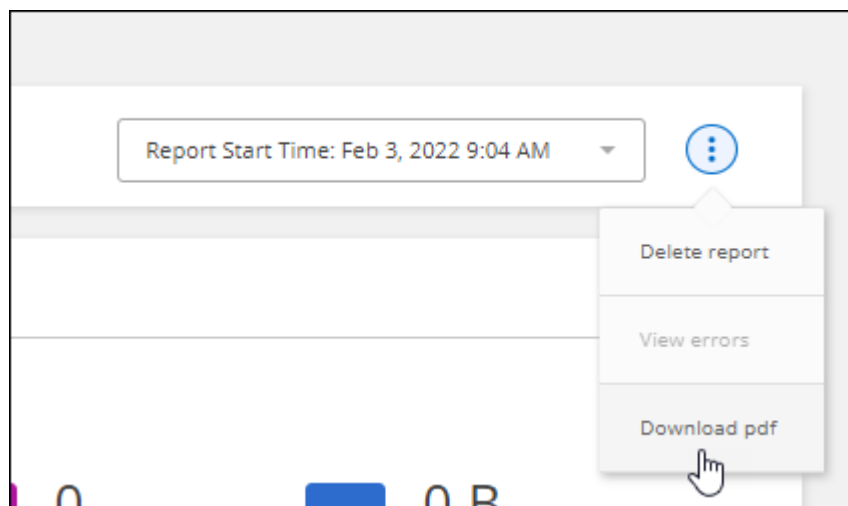 Report Start Time: Feb 3, 2022 9:04 AM
Delete report
View errors
Download pdf
0
0 B